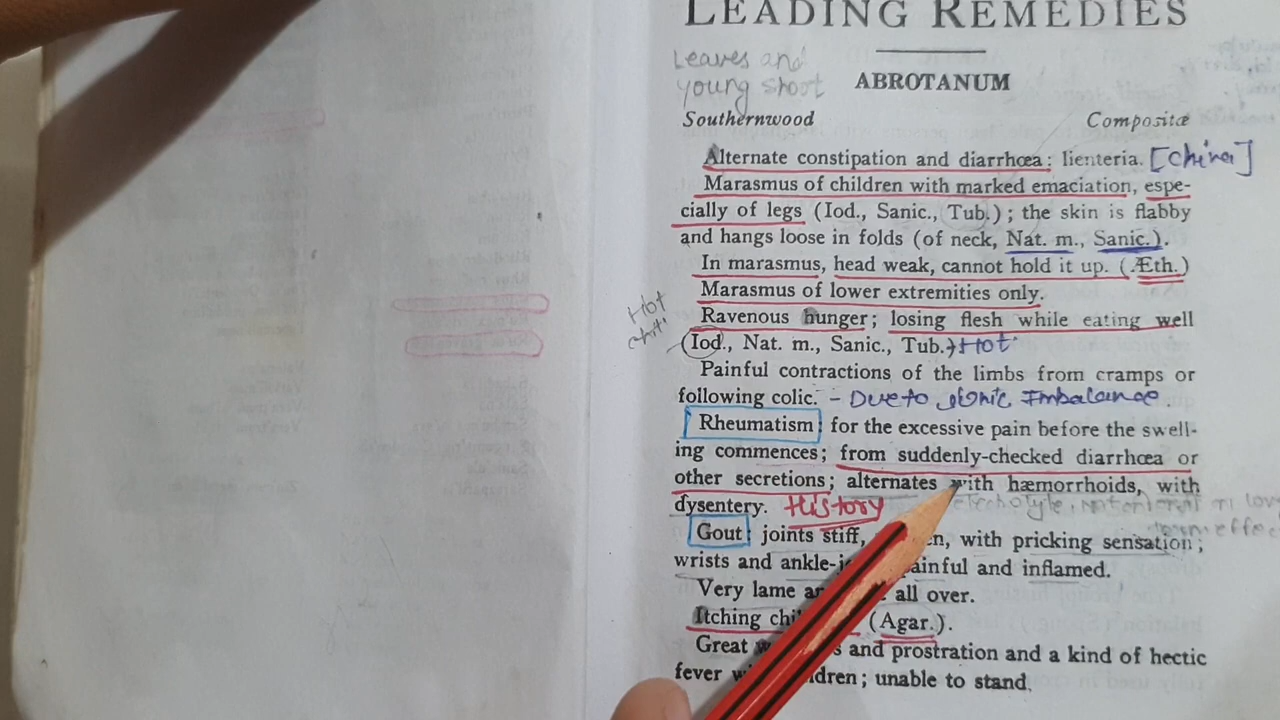 LEADING REMEDIES
Leaves and
young shoot
ABROTANUM
Southernwood Compositæ
Alternate constipation and diarrhœa: lienteria. [China]
Marasmus of children with marked emaciation, espe-
cially of legs (Iod., Sanic., Tub.); the skin is flabby
and hangs loose in folds (of neck, Nat. m., Sanic.).
In marasmus, head weak, cannot hold it up. (Æth.)
Marasmus of lower extremities only.
Hot
Ravenous hunger; losing flesh while eating well
(Iod., Nat. m., Sanic., Tub.) Hot
Painful contractions of the limbs from cramps or
following colic. - Due to Ionic Imbalance.
Rheumatism: for the excessive pain before the swell-
ing commences; from suddenly-checked diarrhœa or
other secretions; alternates with hæmorrhoids, with
dysentery. History
Gout: joints stiff, with pricking sensation;
wrists and painful and inflamed.
Very lame all over.
Itching (Agar.).
Great and prostration and a kind of hectic
fever unable to stand.